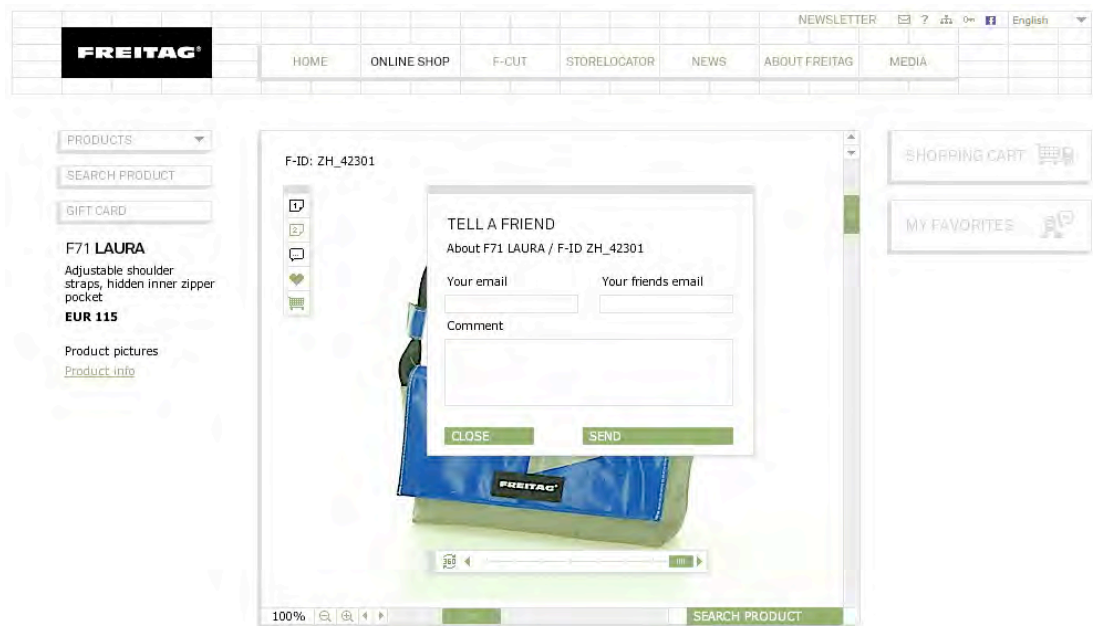 NEWSLETTER ? English
FREITAG®
HOME ONLINE SHOP F-CUT STORELOCATOR NEWS ABOUT FREITAG MEDIA
PRODUCTS
SEARCH PRODUCT
GIFT CARD
F71 LAURA
Adjustable shoulder
straps, hidden inner zipper
pocket
EUR 115
Product pictures
Product info
F-ID: ZH_42301
1
2
TELL A FRIEND
About F71 LAURA / F-ID ZH_42301
Your email Your friends email
Comment
CLOSE SEND
FREITAG®
360
100%
SEARCH PRODUCT
SHOPPING CART
MY FAVORITES